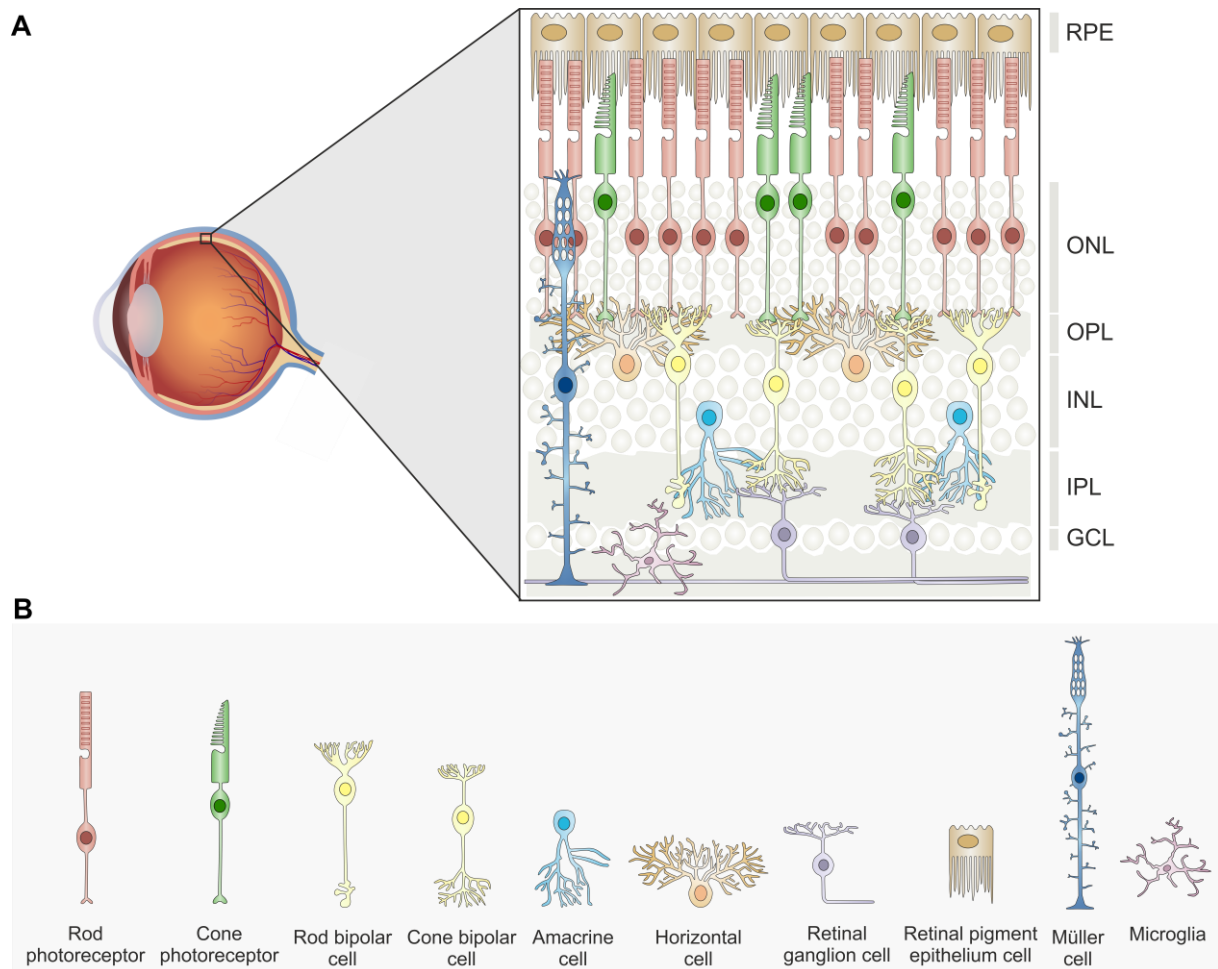 A
RPE
ONL
OPL
INL
IPL
GCL
B
Rod
photoreceptor
Cone
photoreceptor
Rod bipolar
cell
Cone bipolar
cell
Amacrine
cell
Horizontal
cell
Retinal
ganglion cell
Retinal pigment
epithelium cell
Müller
cell
Microglia